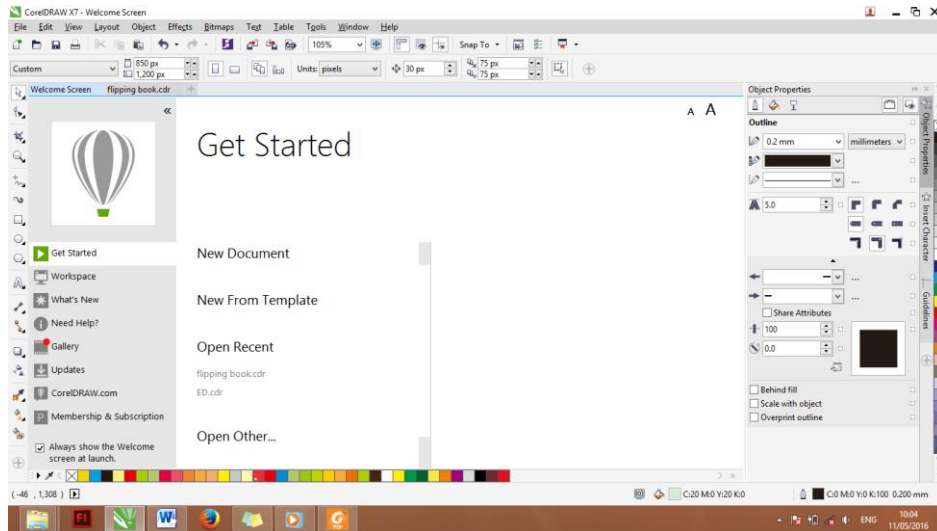 CorelDRAW X7 - Welcome Screen
File Edit View Layout Object Effects Bitmaps Text Table Tools Window Help
105% Snap To
Custom 850 px 1,200 px Units: pixels 30 px 75 px 75 px
Welcome Screen flipping book.cdr
A A
Get Started
Get Started
Workspace
What's New
Need Help?
Gallery
Updates
CorelDRAW.com
Membership & Subscription
Always show the Welcome
screen at launch.
New Document
New From Template
Open Recent
flipping book.cdr
ED.cdr
Open Other...
Object Properties
Outline
0.2 mm millimeters
...
5.0
... 
...
Share Attributes
100
0.0
Behind fill
Scale with object
Overprint outline
Object Properties
Insert Character
Guidelines
( -46 , 1,308 ) C:20 M:0 Y:20 K:0 C:0 M:0 Y:0 K:100 0.200 mm
Fl W PDF ENG 10:04
11/05/2016